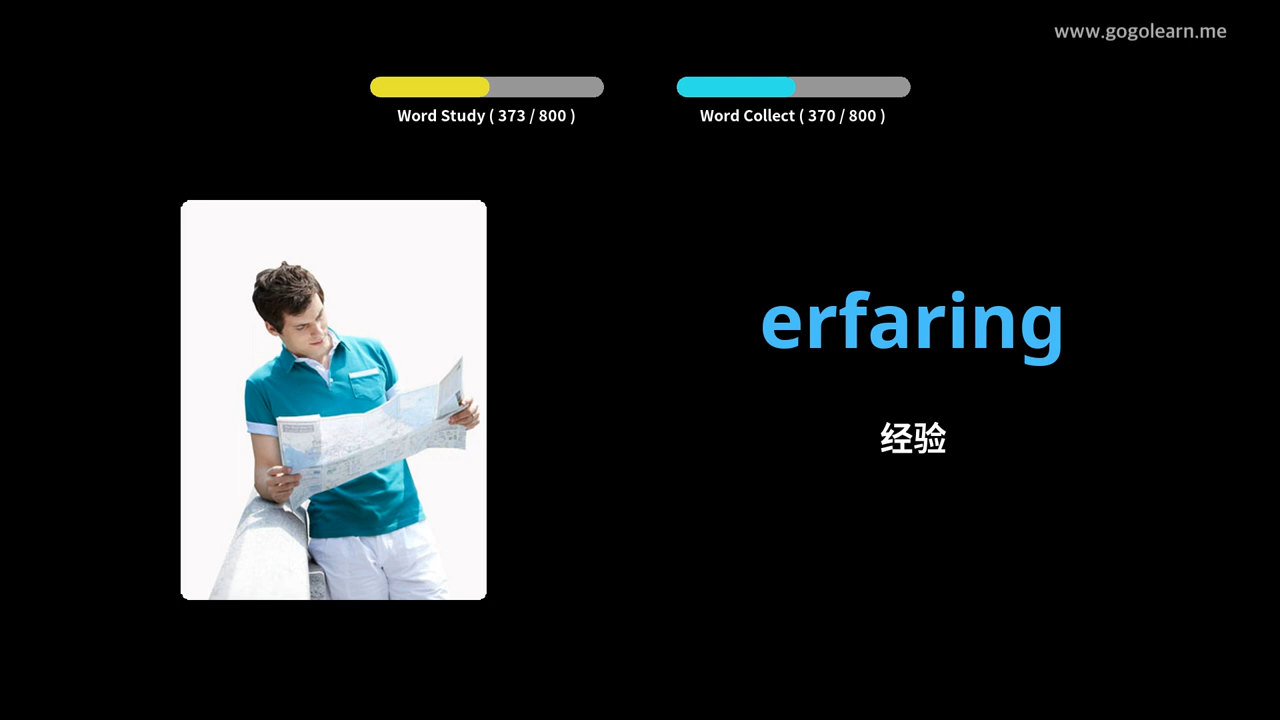 www.gogolearn.me
Word Study ( 373 / 800 )
Word Collect ( 370 / 800 )
erfaring
经验